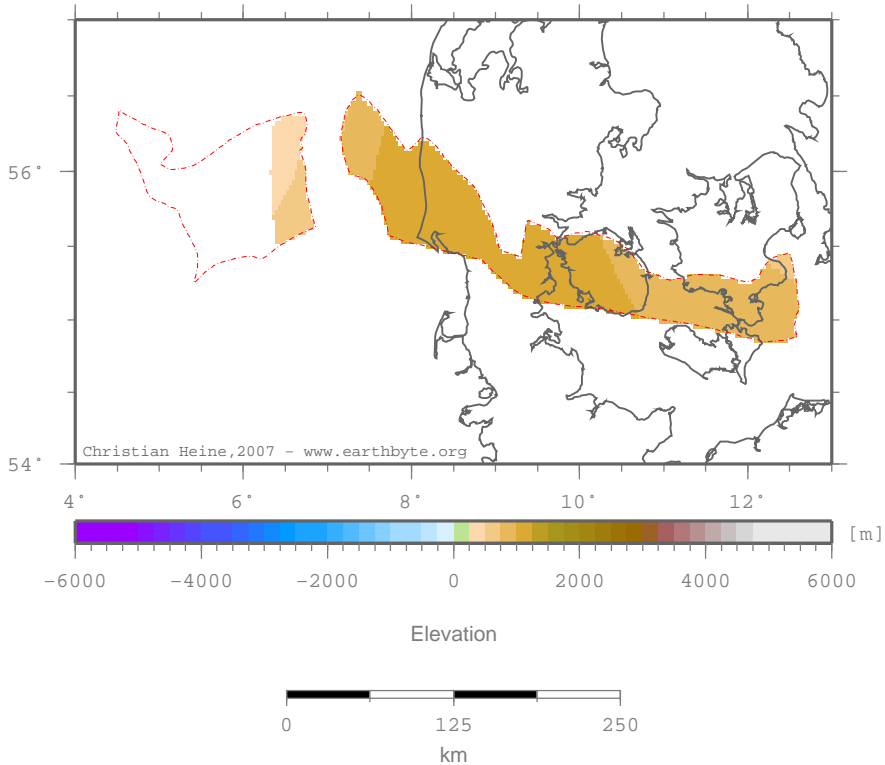 56°
54°
Christian Heine,2007 - www.earthbyte.org
4° 6° 8° 10° 12°
[m]
-6000 -4000 -2000 0 2000 4000 6000
Elevation
0 125 250
km